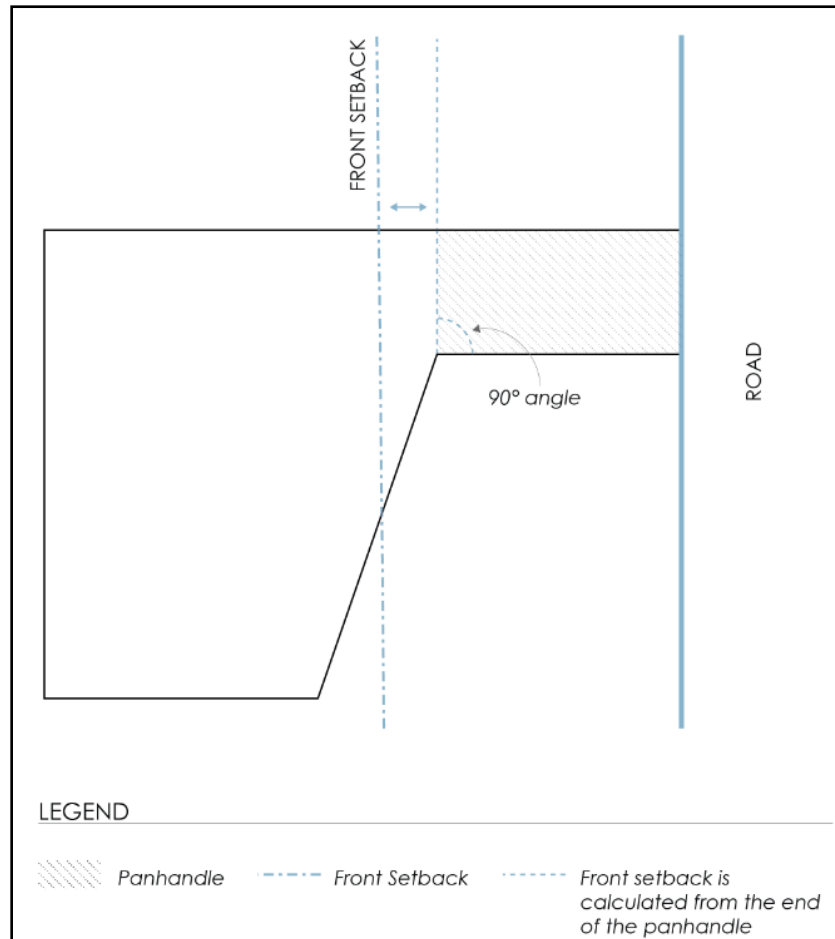 FRONT SETBACK
90° angle
ROAD
LEGEND
Panhandle
Front Setback
Front setback is
calculated from the end
of the panhandle